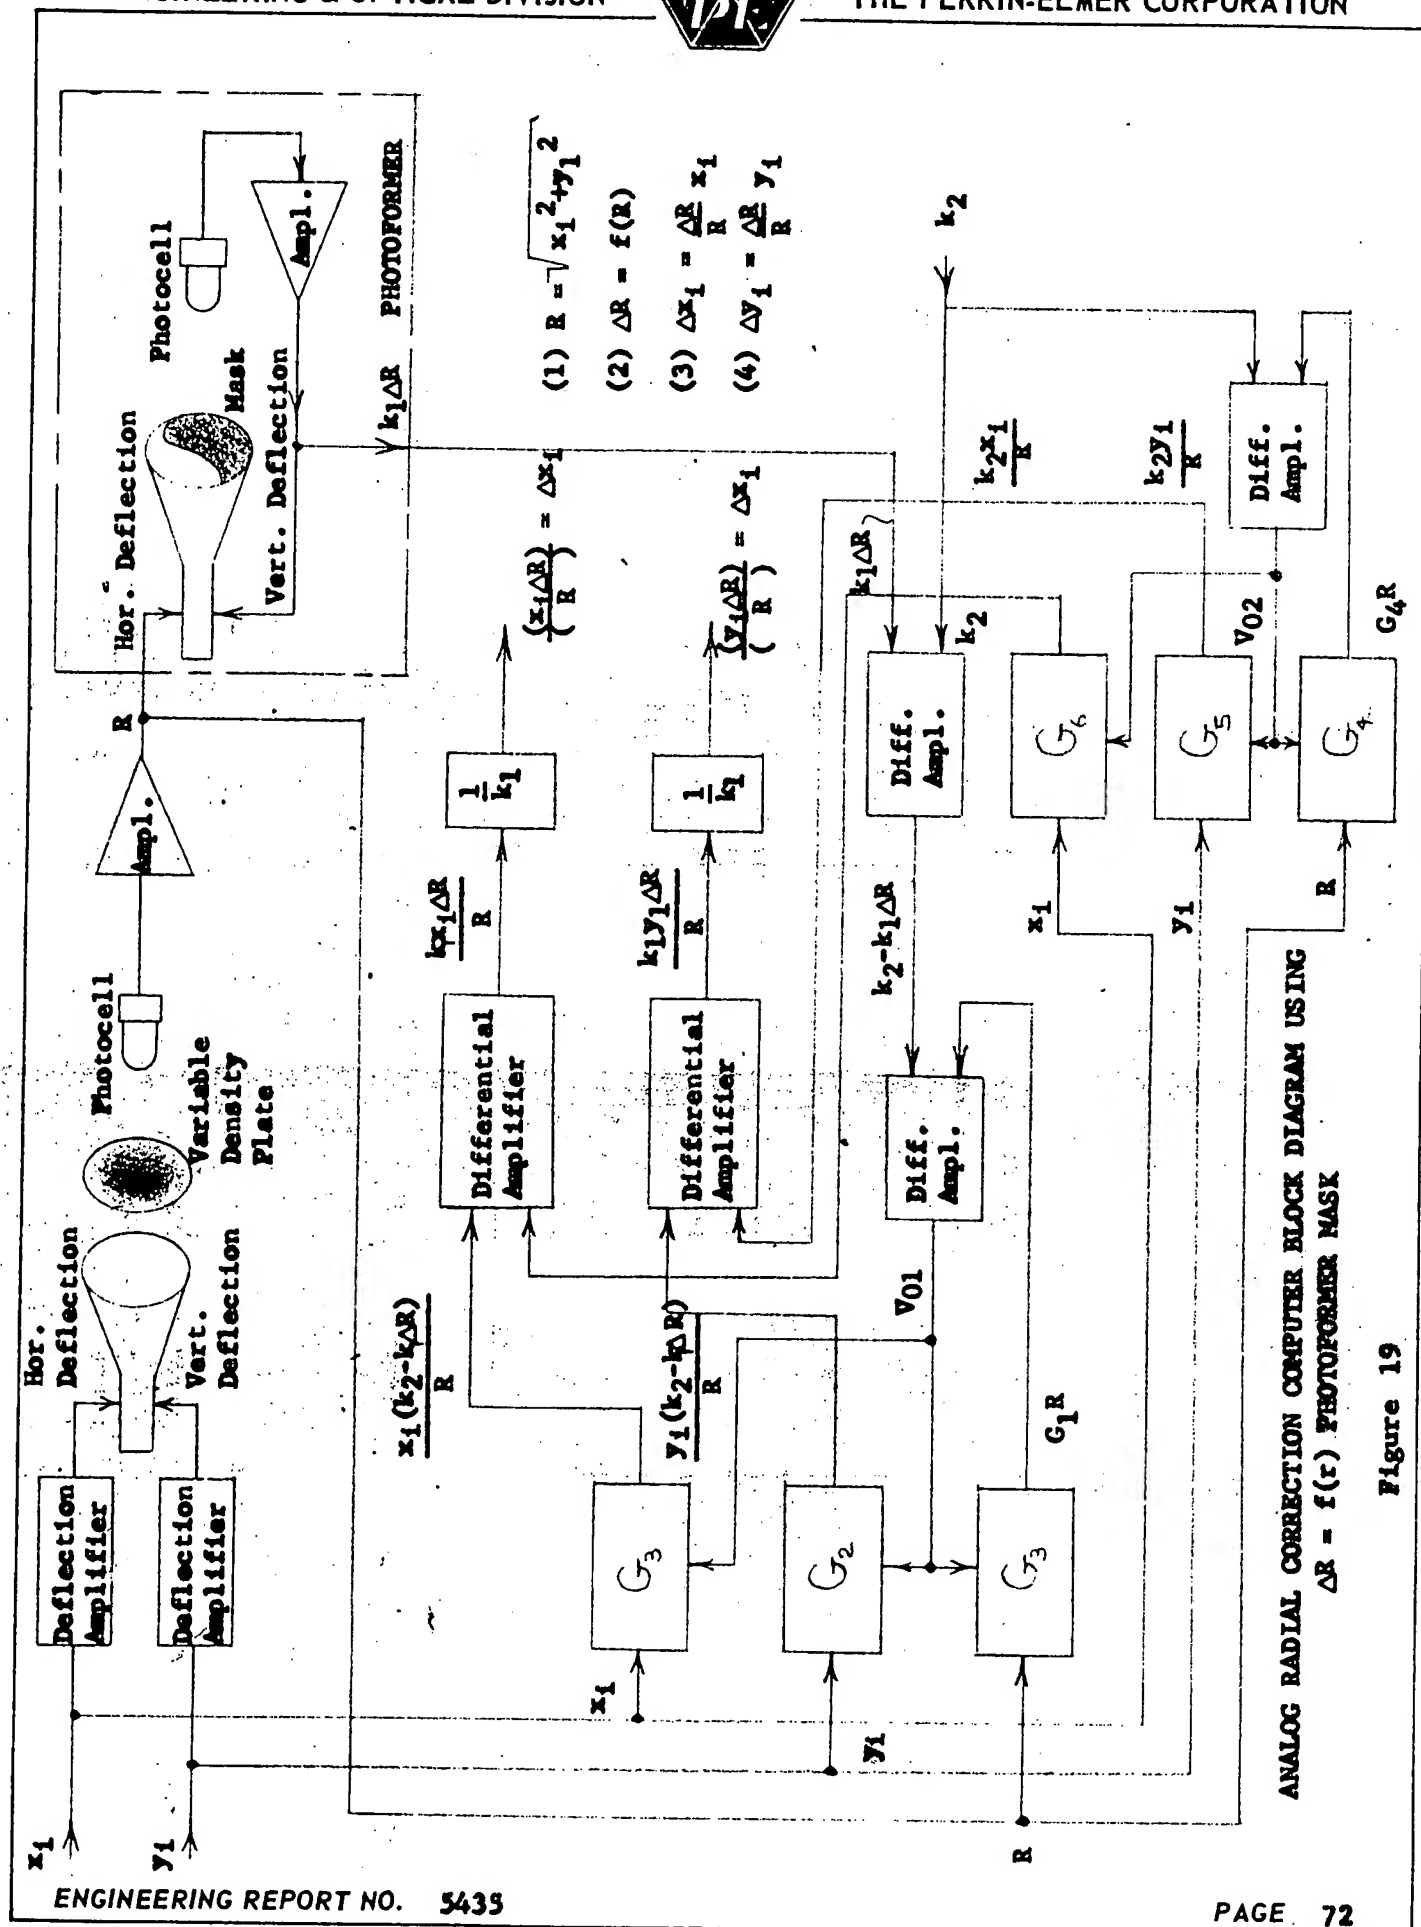 THE PERKIN-ELMER CORPORATION
x₁
y₁
Deflection
Amplifier
Deflection
Amplifier
Hor.
Deflection
Vert.
Deflection
Variable
Density
Plate
Photocell
Ampl.
R
Hor. Deflection
Vert. Deflection
Mask
Photocell
Ampl.
PHOTOFORMER
k₁ΔR
(1) R = √x₁²+y₁²
(2) ΔR = f(R)
(3) Δx₁ = ΔR/R x₁
(4) Δy₁ = ΔR/R y₁
x₁(k₂-k₁ΔR)
R
Differential
Amplifier
k₁x₁ΔR
R
1
k₁
(x₁ΔR) = Δx₁
( R )
y₁(k₂-k₁ΔR)
R
Differential
Amplifier
k₁y₁ΔR
R
1
k₁
(y₁ΔR) = Δx₁
( R )
x₁
G₃
y₁
G₂
R
G₃
G₁R
V01
Diff.
Ampl.
k₂-k₁ΔR
Diff.
Ampl.
k₁ΔR
k₂
k₂
x₁
G₆
k₂x₁
R
y₁
G₅
k₂y₁
R
R
G₄
G₄R
V02
Diff.
Ampl.
ANALOG RADIAL CORRECTION COMPUTER BLOCK DIAGRAM USING
ΔR = f(r) PHOTOFORMER MASK
Figure 19
ENGINEERING REPORT NO. 5435
PAGE 72